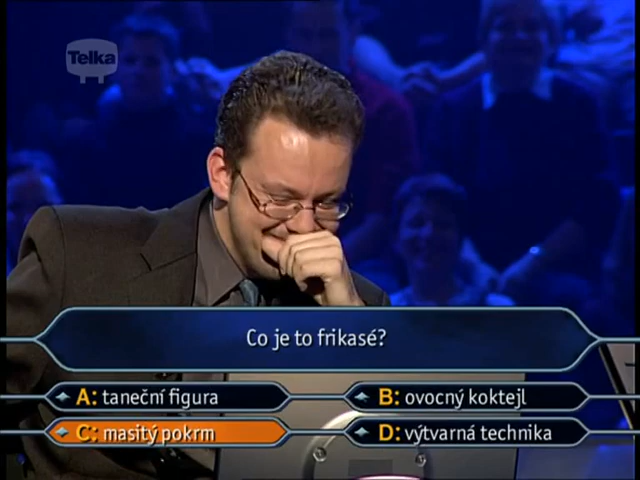 Telka
Co je to frikasé?
A: taneční figura
B: ovocný koktejl
C: masitý pokrm
D: výtvarná technika